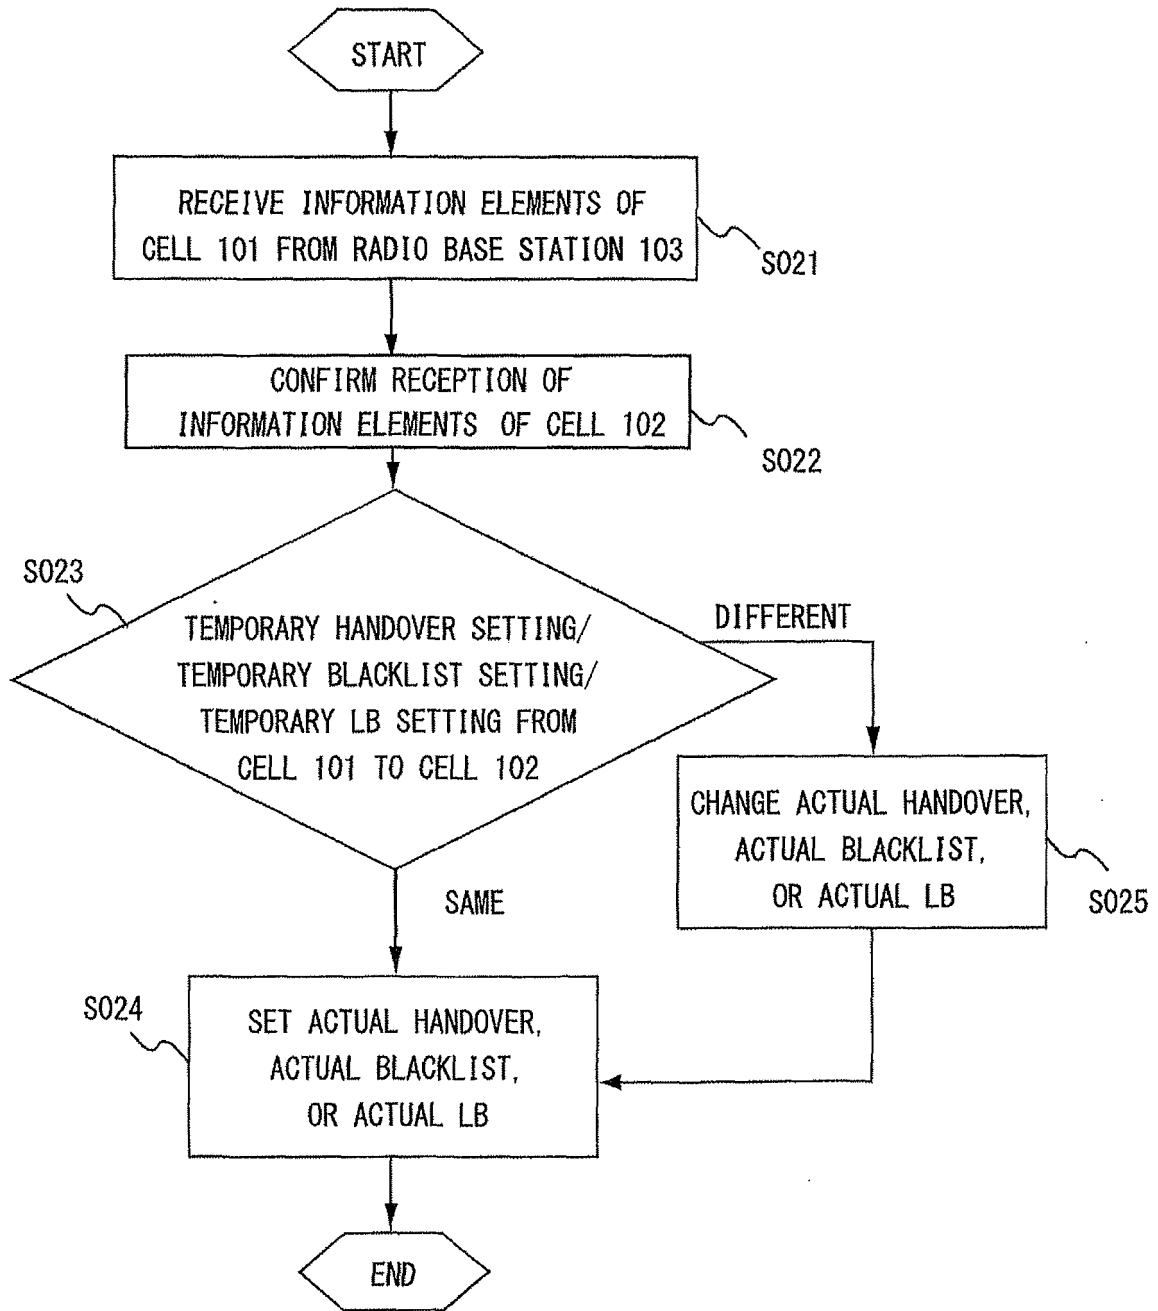 START
RECEIVE INFORMATION ELEMENTS OF
CELL 101 FROM RADIO BASE STATION 103
S021
CONFIRM RECEPTION OF
INFORMATION ELEMENTS OF CELL 102
S022
S023
TEMPORARY HANDOVER SETTING/
TEMPORARY BLACKLIST SETTING/
TEMPORARY LB SETTING FROM
CELL 101 TO CELL 102
DIFFERENT
CHANGE ACTUAL HANDOVER,
ACTUAL BLACKLIST,
OR ACTUAL LB
S025
SAME
S024
SET ACTUAL HANDOVER,
ACTUAL BLACKLIST,
OR ACTUAL LB
END